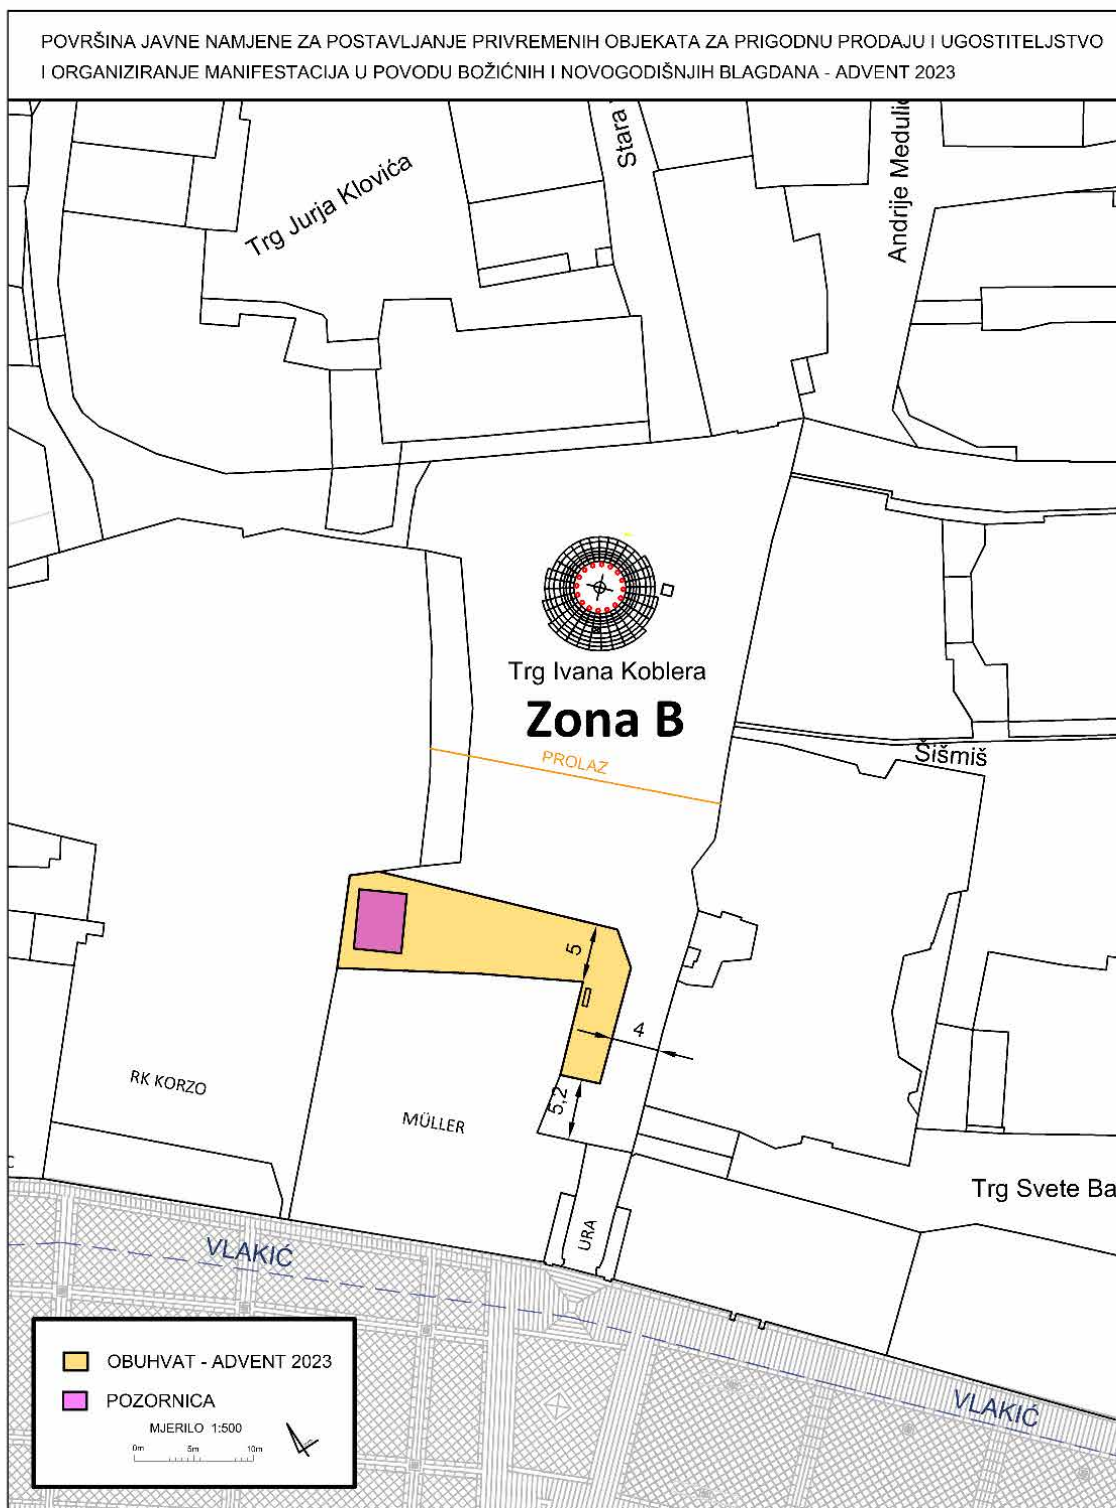 POVRŠINA JAVNE NAMJENE ZA POSTAVLJANJE PRIVREMENIH OBJEKATA ZA PRIGODNU PRODAJU I UGOSTITELJSTVO
I ORGANIZIRANJE MANIFESTACIJA U POVODU BOŽIĆNIH I NOVOGODIŠNJIH BLAGDANA - ADVENT 2023
Stara
Andrije Medulić
Trg Jurja Klovića
Trg Ivana Koblera
Zona B
PROLAZ
Šišmiš
5
4
5,2
RK KORZO
MÜLLER
Trg Svete Ba
URA
VLAKIĆ
VLAKIĆ
OBUHVAT - ADVENT 2023
POZORNICA
MJERILO 1:500
0m 5m 10m